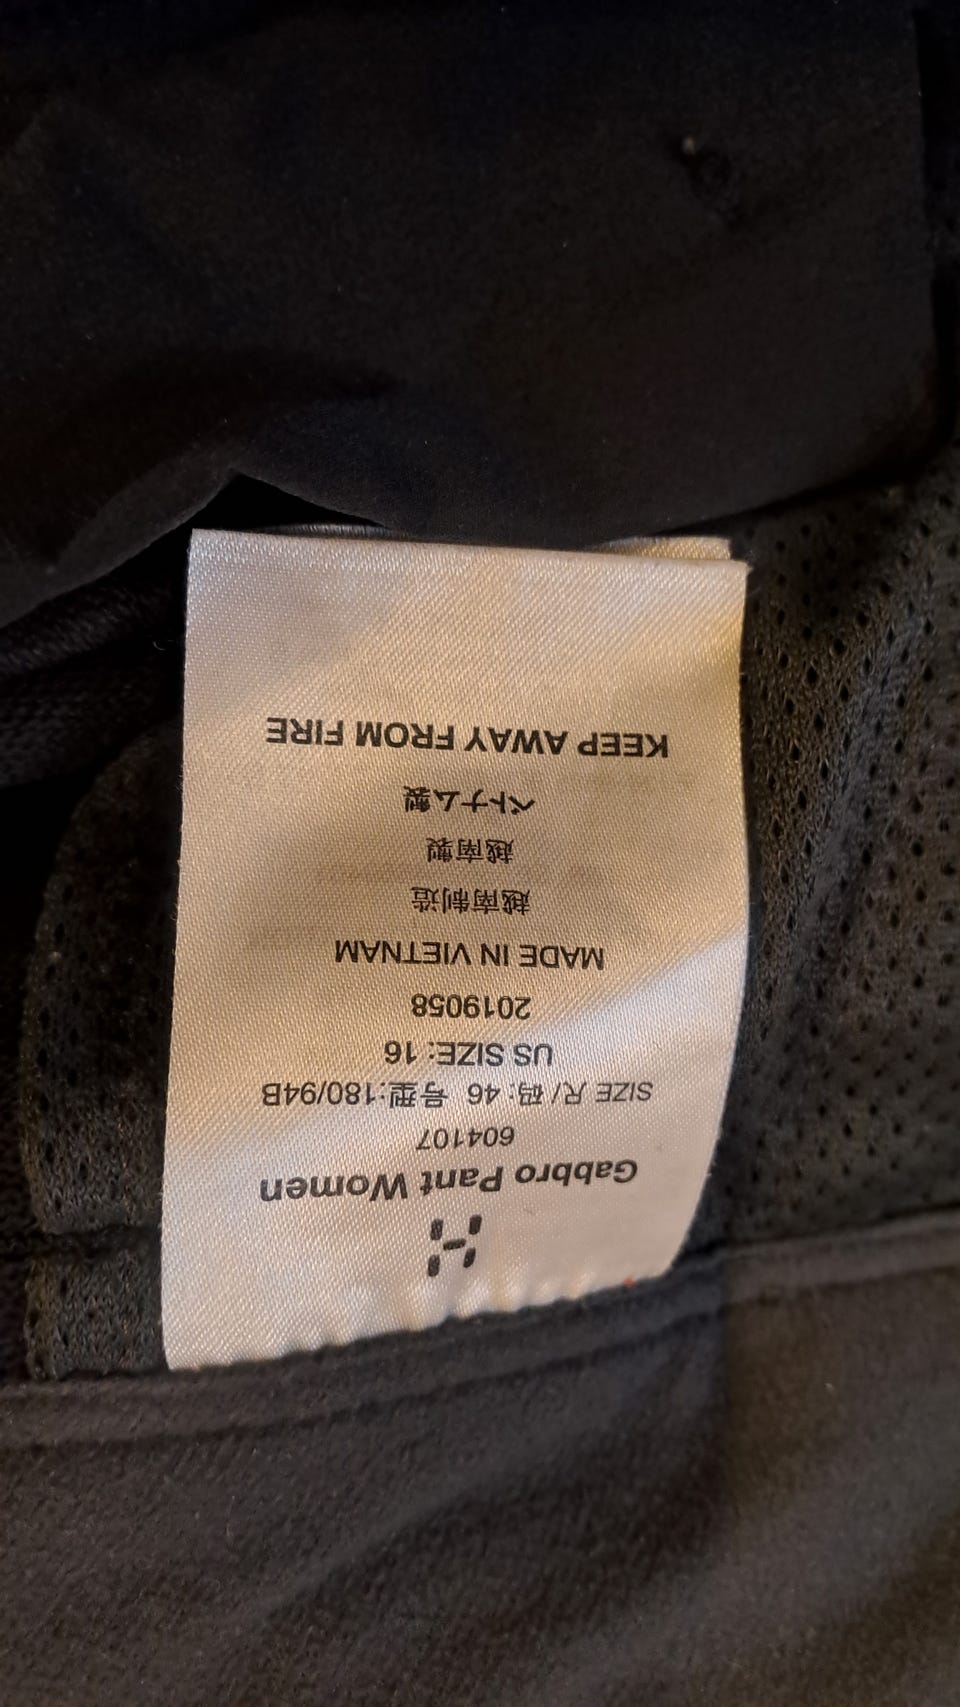 Gabbro Pant Women
604107
SIZE 尺/码: 46 号型:180/94B
US SIZE: 16
2019058
MADE IN VIETNAM
越南制造
越南製
ベトナム製
KEEP AWAY FROM FIRE